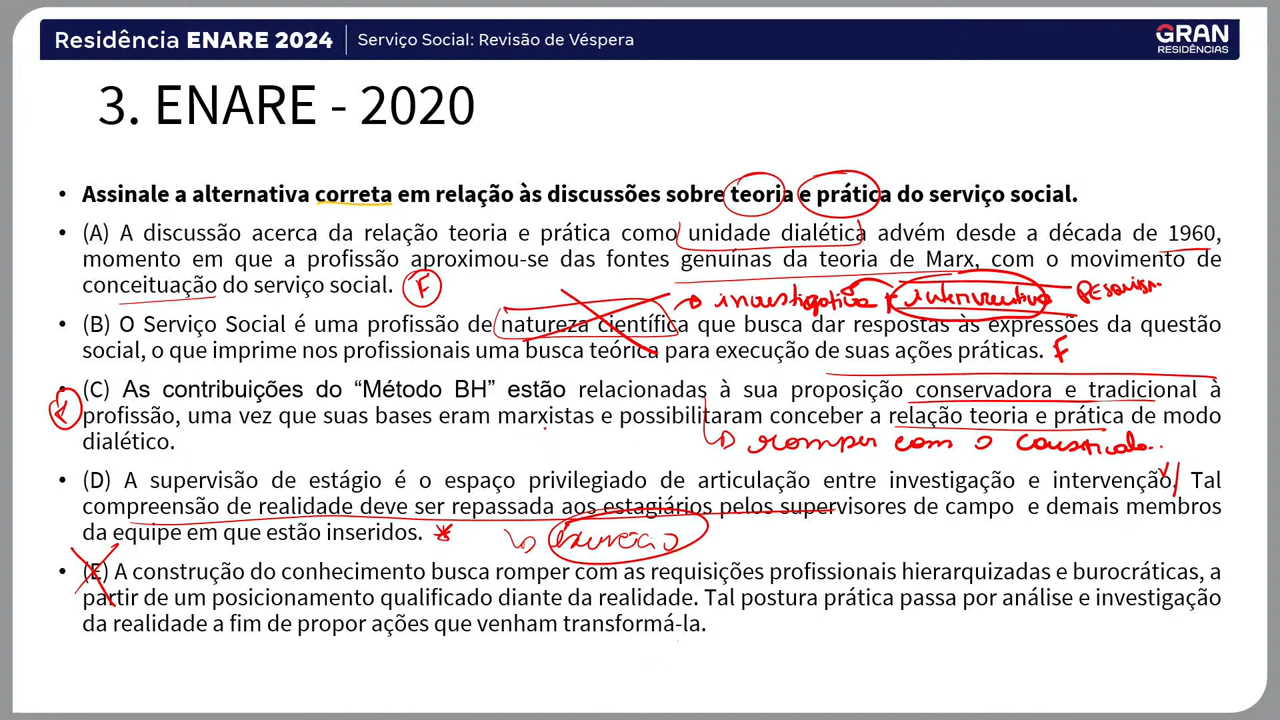 Residência ENARE 2024 | Serviço Social: Revisão de Véspera
GRAN
RESIDÊNCIAS
3. ENARE - 2020
• Assinale a alternativa correta em relação às discussões sobre teoria e prática do serviço social.
• (A) A discussão acerca da relação teoria e prática como unidade dialética advém desde a década de 1960,
momento em que a profissão aproximou-se das fontes genuínas da teoria de Marx, com o movimento de
conceituação do serviço social. F
investigativa interventiva
• (B) O Serviço Social é uma profissão de natureza científica que busca dar respostas às expressões da questão
social, o que imprime nos profissionais uma busca teórica para execução de suas ações práticas. F
• (C) As contribuições do “Método BH” estão relacionadas à sua proposição conservadora e tradicional à
profissão, uma vez que suas bases eram marxistas e possibilitaram conceber a relação teoria e prática de modo
dialético.
romper com o
• (D) A supervisão de estágio é o espaço privilegiado de articulação entre investigação e intervenção. Tal
compreensão de realidade deve ser repassada aos estagiários pelos supervisores de campo e demais membros
da equipe em que estão inseridos. *
• (E) A construção do conhecimento busca romper com as requisições profissionais hierarquizadas e burocráticas, a
partir de um posicionamento qualificado diante da realidade. Tal postura prática passa por análise e investigação
da realidade a fim de propor ações que venham transformá-la.